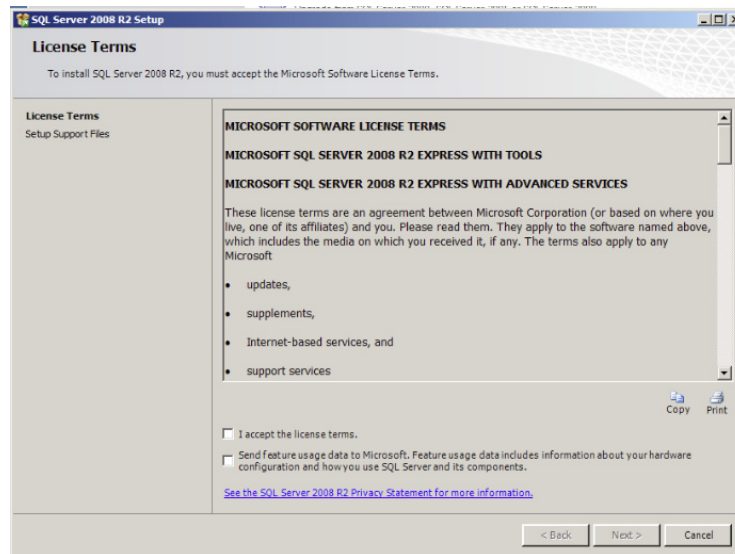 SQL Server 2008 R2 Setup
License Terms
To install SQL Server 2008 R2, you must accept the Microsoft Software License Terms.
License Terms
Setup Support Files
MICROSOFT SOFTWARE LICENSE TERMS
MICROSOFT SQL SERVER 2008 R2 EXPRESS WITH TOOLS
MICROSOFT SQL SERVER 2008 R2 EXPRESS WITH ADVANCED SERVICES
These license terms are an agreement between Microsoft Corporation (or based on where you
live, one of its affiliates) and you. Please read them. They apply to the software named above,
which includes the media on which you received it, if any. The terms also apply to any
Microsoft
• updates,
• supplements,
• Internet-based services, and
• support services
Copy Print
I accept the license terms.
Send feature usage data to Microsoft. Feature usage data includes information about your hardware
configuration and how you use SQL Server and its components.
See the SQL Server 2008 R2 Privacy Statement for more information.
< Back Next > Cancel